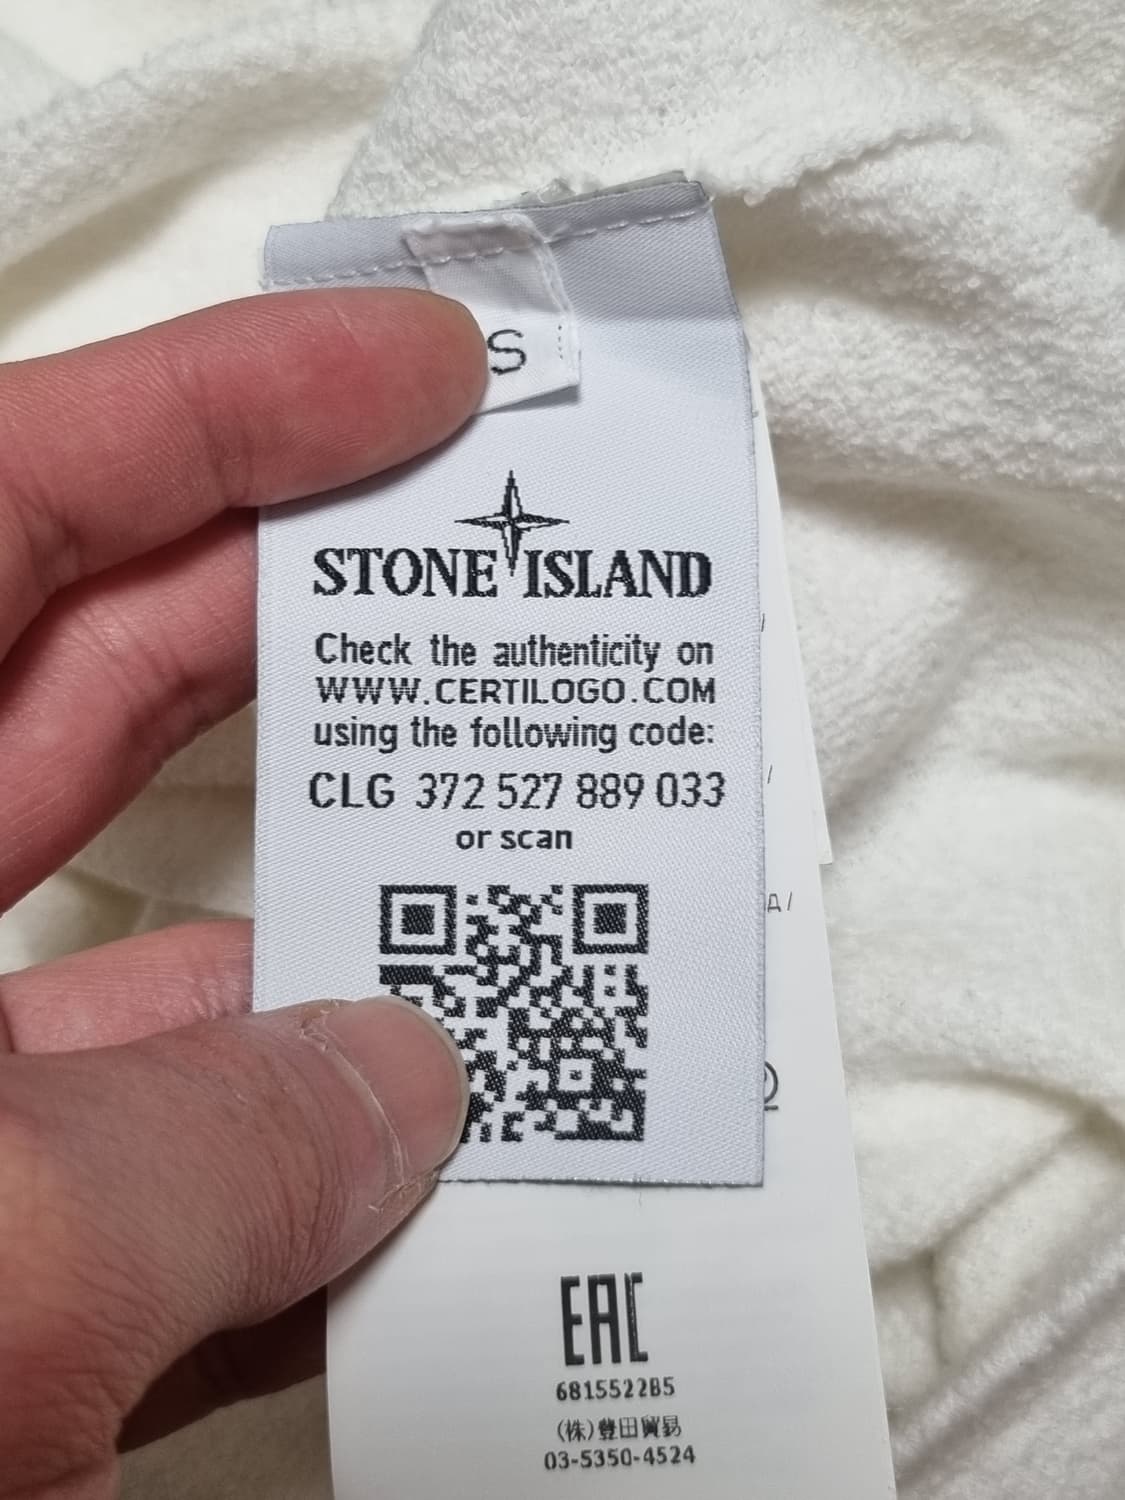 S
STONE ISLAND
Check the authenticity on
WWW.CERTILOGO.COM
using the following code:
CLG 372 527 889 033
or scan
Д/
EAC
6815522B5
(株)豊田貿易
03-5350-4524